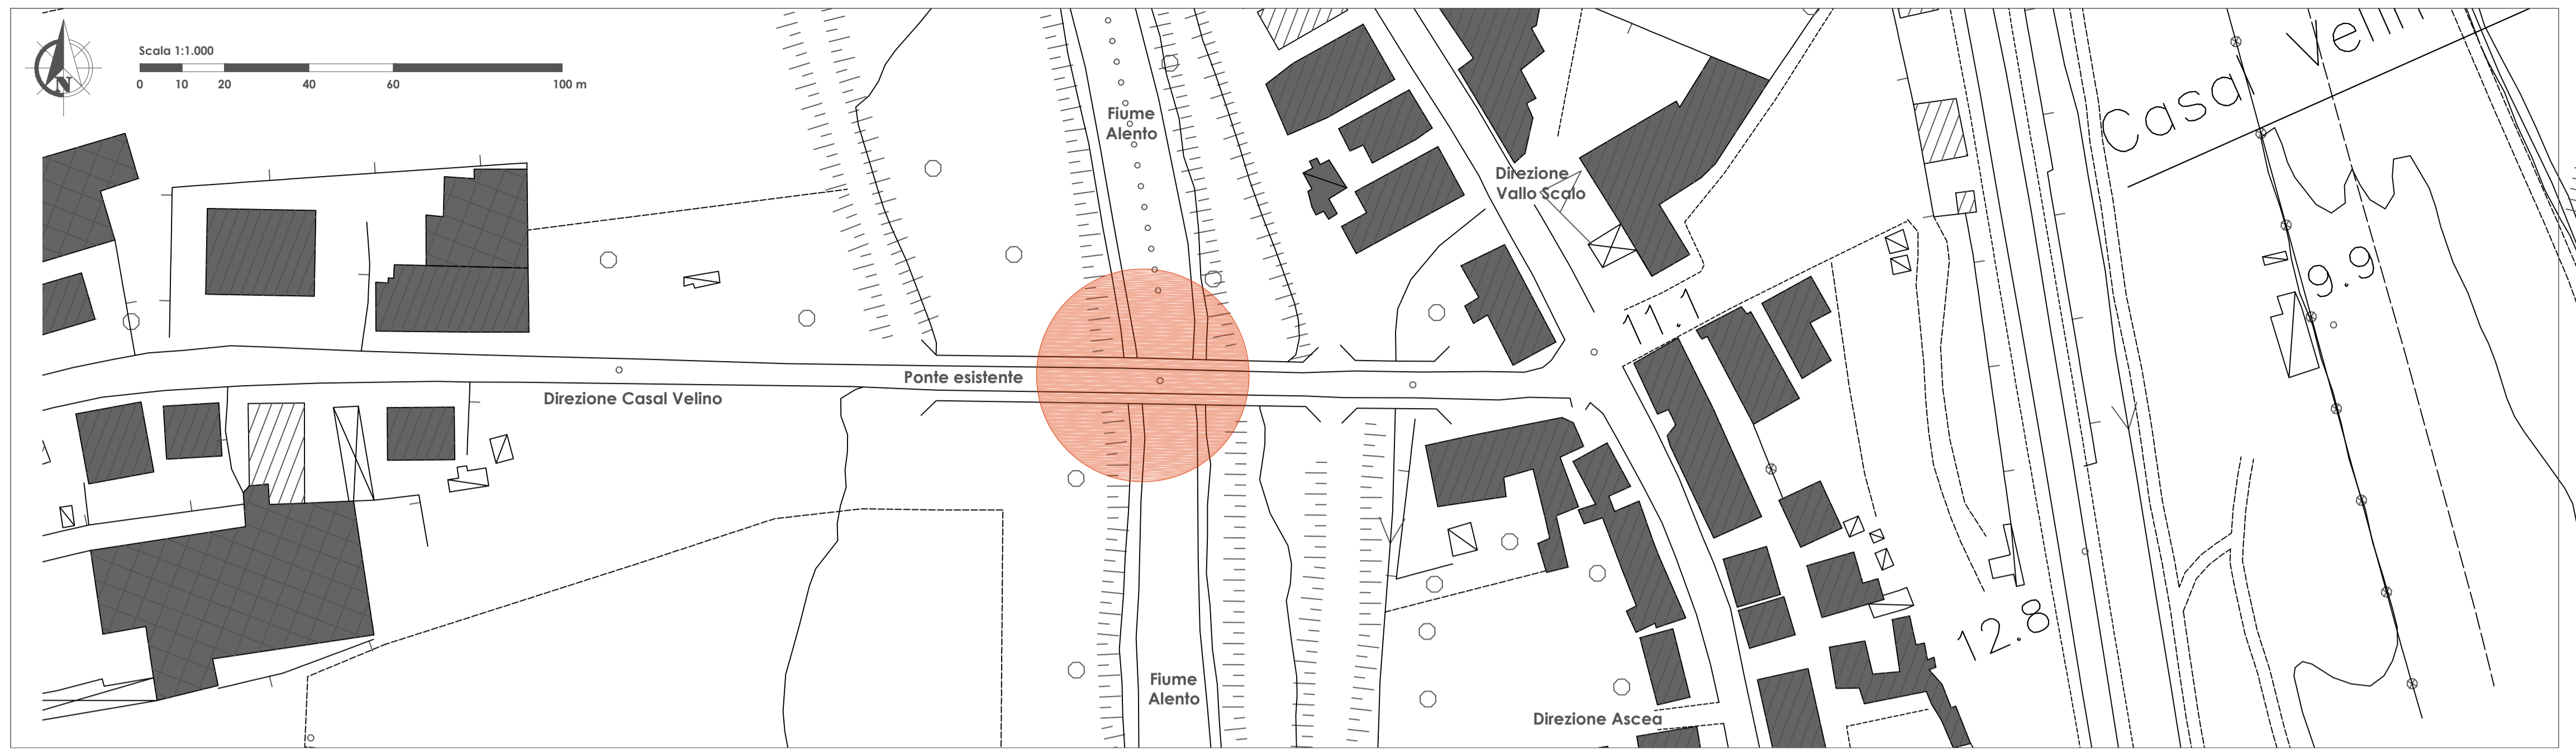 Scala 1:1.000
0 10 20 40 60 100 m
N
Casa Velin
Fiume
Alento
Direzione
Vallo Scalo
9.9
11.1
Ponte esistente
Direzione Casal Velino
12.8
Fiume
Alento
Direzione Ascea